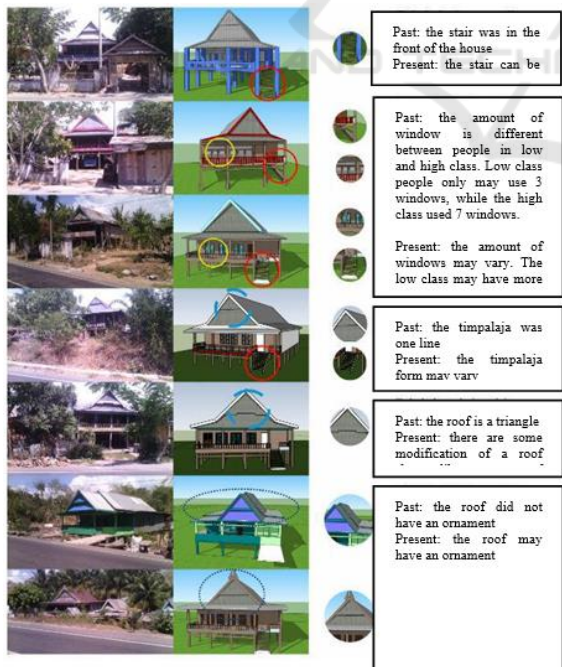 Past: the stair was in the
front of the house
Present: the stair can be
Past: the amount of
window is different
between people in low
and high class. Low class
people only may use 3
windows, while the high
class used 7 windows.
Present: the amount of
windows may vary. The
low class may have more
Past: the timpalaja was
one line
Present: the timpalaja
form may vary
Past: the roof is a triangle
Present: there are some
modification of a roof
Past: the roof did not
have an ornament
Present: the roof may
have an ornament